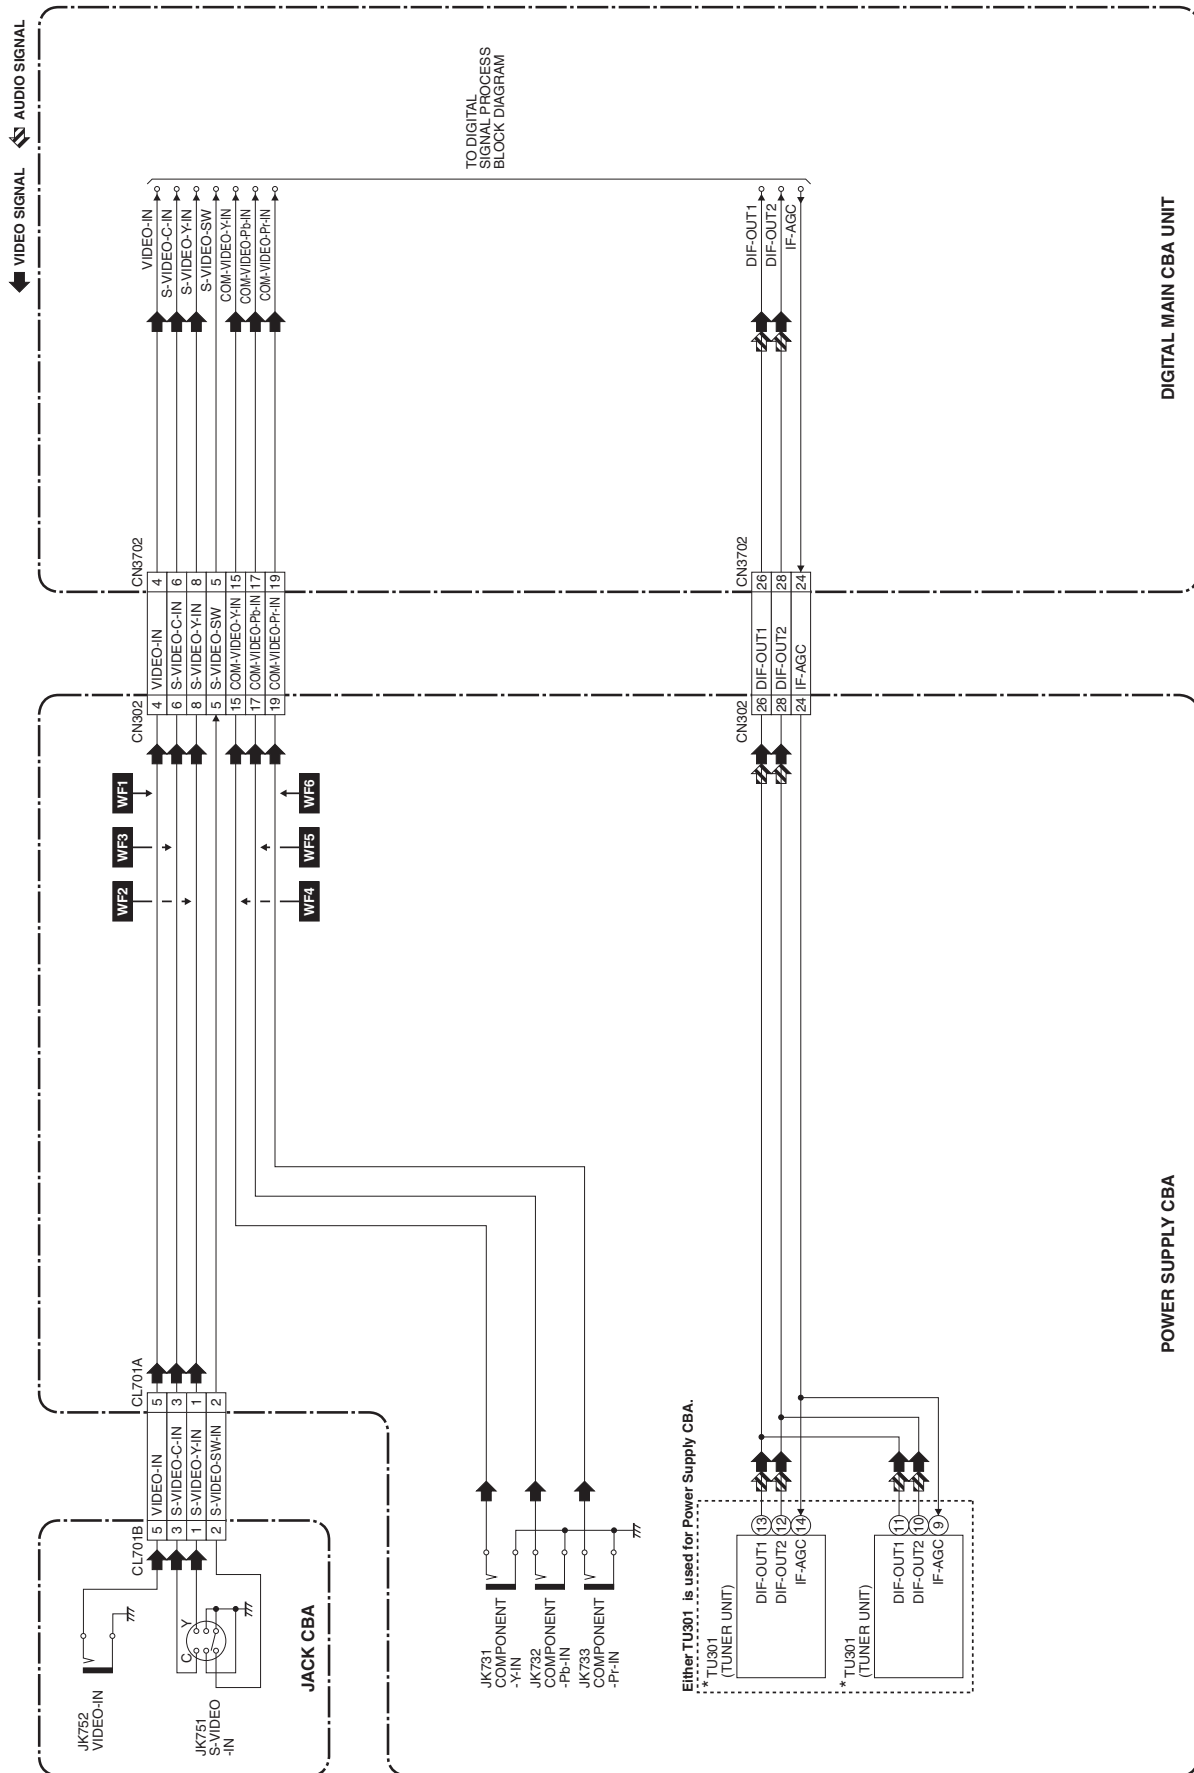 VIDEO SIGNAL
AUDIO SIGNAL
JACK CBA
JK752
VIDEO-IN
JK751
S-VIDEO
-IN
C
Y
CL701B
5
3
1
2
VIDEO-IN
S-VIDEO-C-IN
S-VIDEO-Y-IN
S-VIDEO-SW-IN
CL701A
5
3
1
2
WF1
WF3
WF2
WF6
WF5
WF4
CN302
4
6
8
5
15
17
19
VIDEO-IN
S-VIDEO-C-IN
S-VIDEO-Y-IN
S-VIDEO-SW
COM-VIDEO-Y-IN
COM-VIDEO-Pb-IN
COM-VIDEO-Pr-IN
CN3702
4
6
8
5
15
17
19
VIDEO-IN
S-VIDEO-C-IN
S-VIDEO-Y-IN
S-VIDEO-SW
COM-VIDEO-Y-IN
COM-VIDEO-Pb-IN
COM-VIDEO-Pr-IN
TO DIGITAL
SIGNAL PROCESS
BLOCK DIAGRAM
JK731
COMPONENT
-Y-IN
JK732
COMPONENT
-Pb-IN
JK733
COMPONENT
-Pr-IN
Either TU301 is used for Power Supply CBA.
* TU301
(TUNER UNIT)
DIF-OUT1
DIF-OUT2
IF-AGC
13
12
14
* TU301
(TUNER UNIT)
DIF-OUT1
DIF-OUT2
IF-AGC
11
10
9
CN302
26
28
24
DIF-OUT1
DIF-OUT2
IF-AGC
CN3702
26
28
24
DIF-OUT1
DIF-OUT2
IF-AGC
POWER SUPPLY CBA
DIGITAL MAIN CBA UNIT